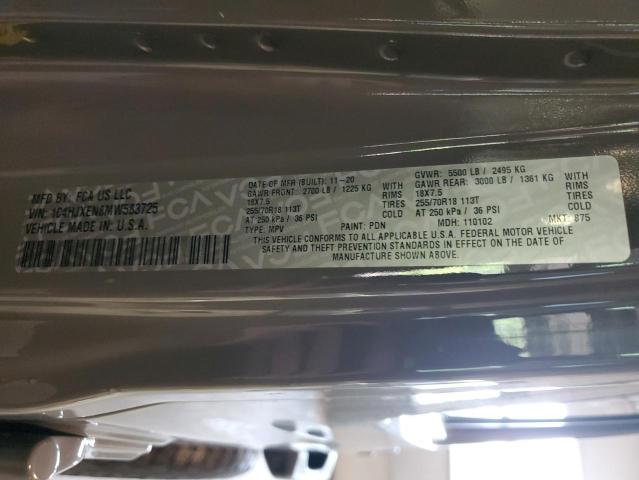 MFD BY: FCA US LLC
VIN: 1C4HJXEN8MW583725
VEHICLE MADE IN: U.S.A.
DATE OF MFR (BUILT): 11-20
GAWR FRONT: 2700 LB / 1225 KG WITH
18X7.5 RIMS
255/70R18 113T TIRES
AT 250 kPa / 36 PSI COLD
TYPE: MPV
PAINT: PDN
GVWR: 5500 LB / 2495 KG
GAWR REAR: 3000 LB / 1361 KG WITH
18X7.5 RIMS
255/70R18 113T TIRES
AT 250 kPa / 36 PSI COLD
MDH: 110102 MKT: 875
THIS VEHICLE CONFORMS TO ALL APPLICABLE U.S.A. FEDERAL MOTOR VEHICLE
SAFETY AND THEFT PREVENTION STANDARDS IN EFFECT ON THE DATE OF
MANUFACTURE SHOWN ABOVE.